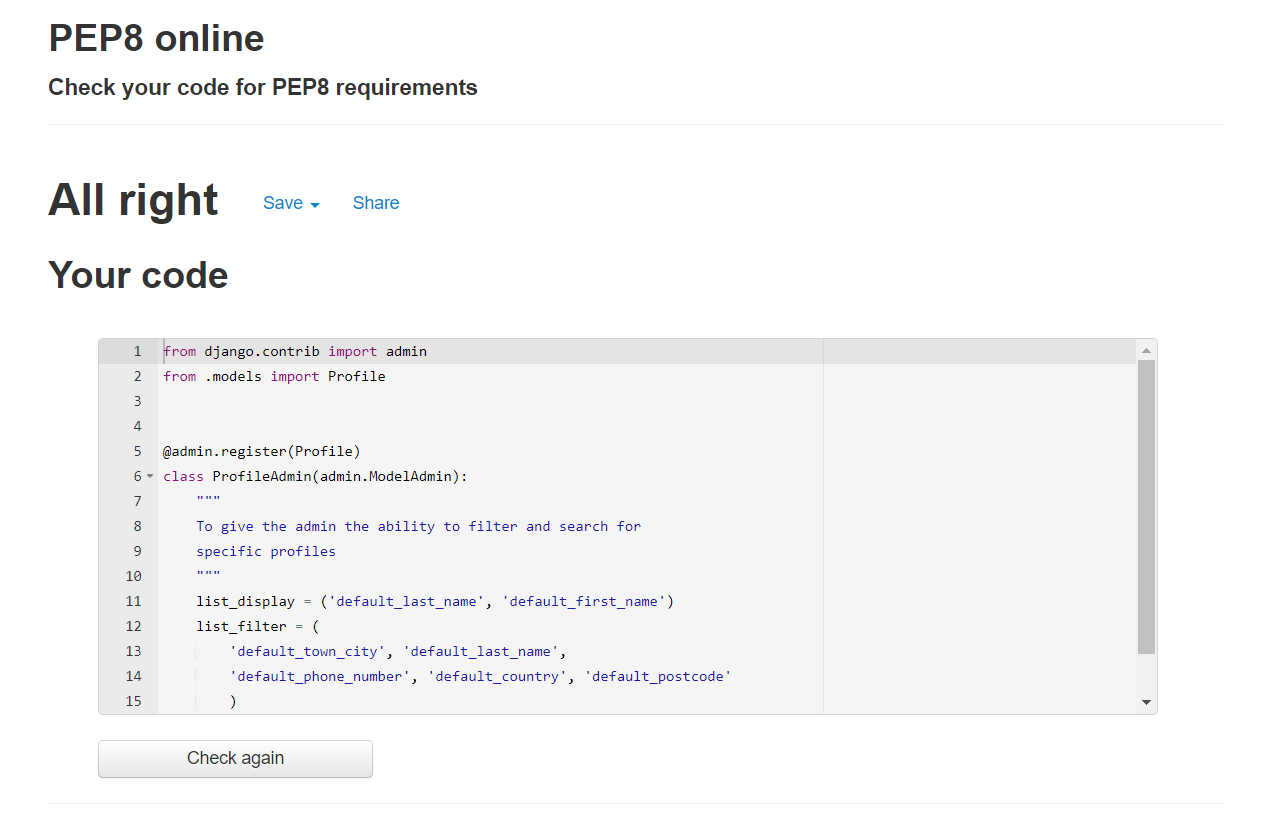 PEP8 online
Check your code for PEP8 requirements
All right Save Share
Your code
1 from django.contrib import admin
2 from .models import Profile
3
4
5 @admin.register(Profile)
6 class ProfileAdmin(admin.ModelAdmin):
7     """
8     To give the admin the ability to filter and search for
9     specific profiles
10     """
11     list_display = ('default_last_name', 'default_first_name')
12     list_filter = (
13         'default_town_city', 'default_last_name',
14         'default_phone_number', 'default_country', 'default_postcode'
15         )
Check again